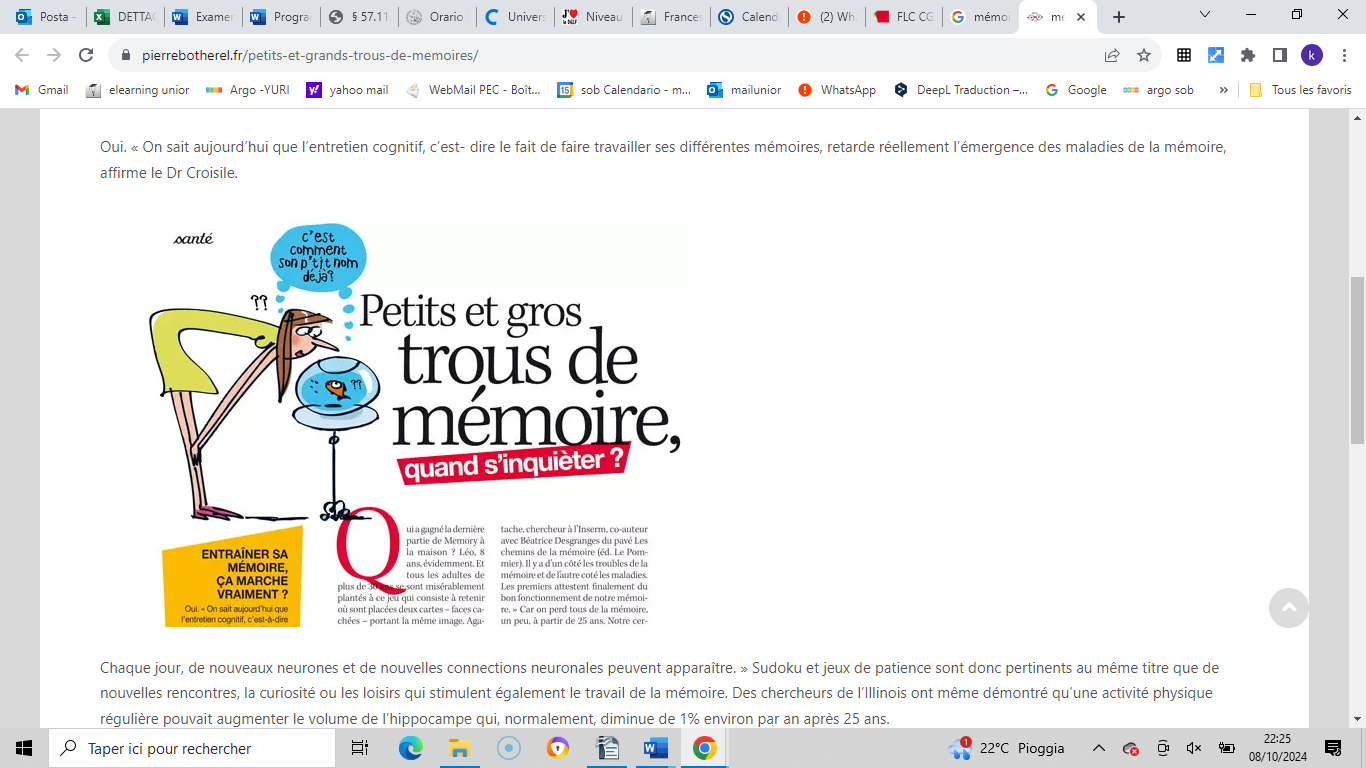 Posta -
DETTAG
Examen
Program
§ 57.11
Orario
Univers
Niveau
Frances
Calend
(2) Wha
FLC CG
mémoi
mé
pierrebotherel.fr/petits-et-grands-trous-de-memoires/
k
Gmail
elearning unior
Argo -YURI
yahoo mail
WebMail PEC - Boît...
sob Calendario - m...
mailunior
WhatsApp
DeepL Traduction –...
Google
argo sob
»
Tous les favoris
Oui. « On sait aujourd'hui que l'entretien cognitif, c'est- dire le fait de faire travailler ses différentes mémoires, retarde réellement l'émergence des maladies de la mémoire,
affirme le Dr Croisile.
santé
c'est
comment
son p'tit nom
déjà?
??
??
Petits et gros
trous de
mémoire,
quand s'inquièter ?
ENTRAÎNER SA
MÉMOIRE,
ÇA MARCHE
VRAIMENT ?
Oui. « On sait aujourd'hui que
l'entretien cognitif, c'est-à-dire
Qui a gagné la dernière
partie de Memory à
la maison ? Léo, 8
ans, évidemment. Et
tous les adultes de
plus de 30 ans se sont misérablement
plantés à ce jeu qui consiste à retenir
où sont placées deux cartes – faces ca-
chées – portant la même image. Aga-
tache, chercheur à l'Inserm, co-auteur
avec Béatrice Desgranges du pavé Les
chemins de la mémoire (éd. Le Pom-
mier). Il y a d'un côté les troubles de la
mémoire et de l'autre coté les maladies.
Les premiers attestent finalement du
bon fonctionnement de notre mémoi-
re. » Car on perd tous de la mémoire,
un peu, à partir de 25 ans. Notre cer-
Chaque jour, de nouveaux neurones et de nouvelles connections neuronales peuvent apparaître. » Sudoku et jeux de patience sont donc pertinents au même titre que de
nouvelles rencontres, la curiosité ou les loisirs qui stimulent également le travail de la mémoire. Des chercheurs de l'Illinois ont même démontré qu'une activité physique
régulière pouvait augmenter le volume de l'hippocampe qui, normalement, diminue de 1% environ par an après 25 ans.
Taper ici pour rechercher
1
22°C Pioggia
22:25
08/10/2024